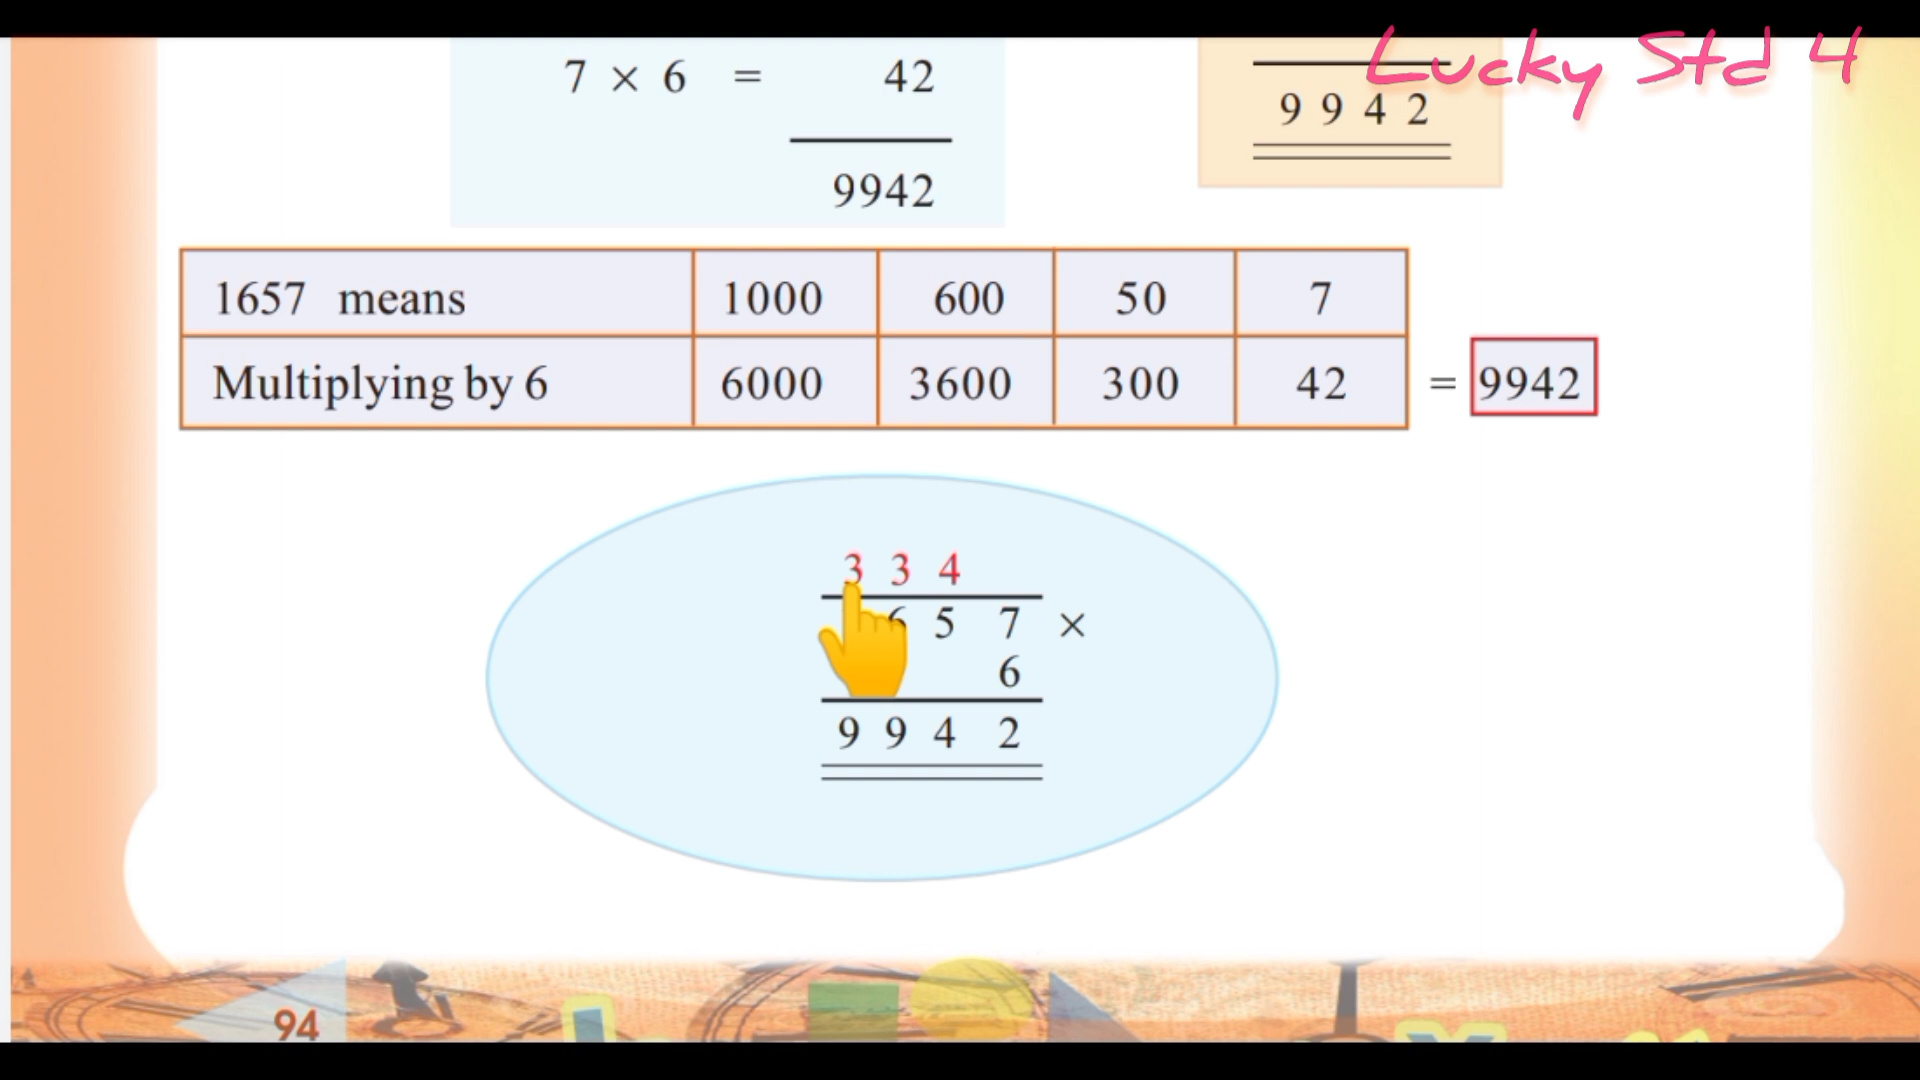 Lucky Std 4
7 × 6 = 42
9942
9 9 4 2
1657 means 1000 600 50 7
Multiplying by 6 6000 3600 300 42 = 9942
3 3 4
6 5 7 ×
6
9 9 4 2
94